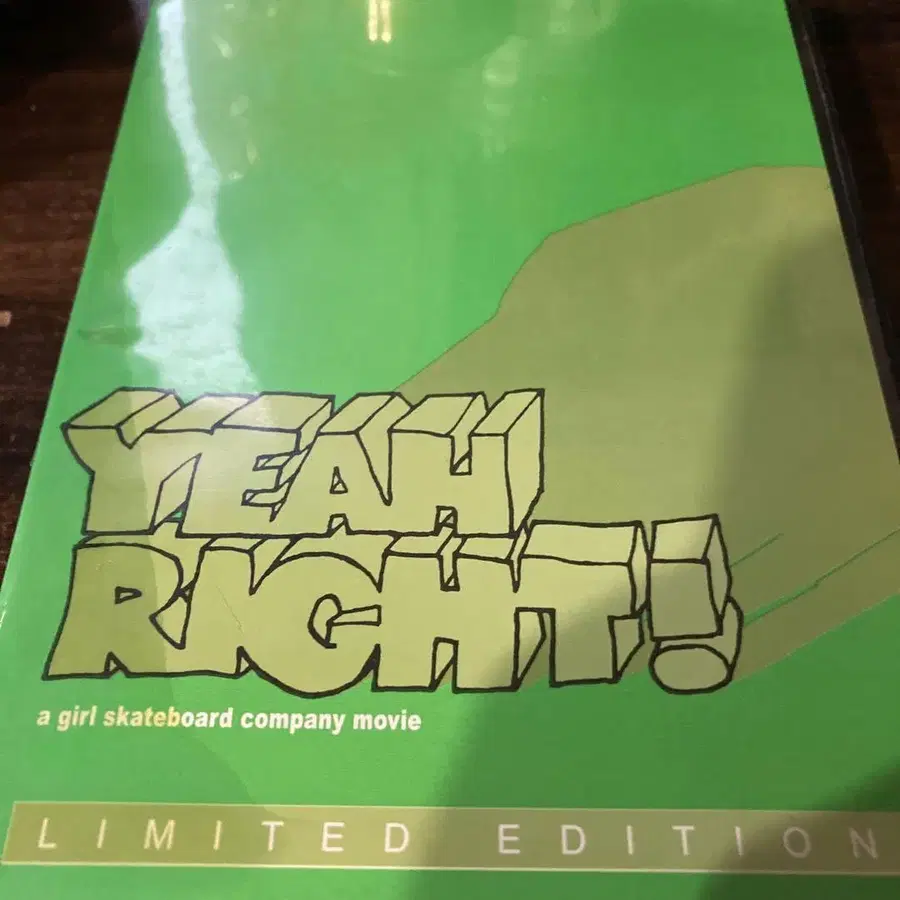 YEAH
RIGHT!
a girl skateboard company movie
LIMITED EDITION